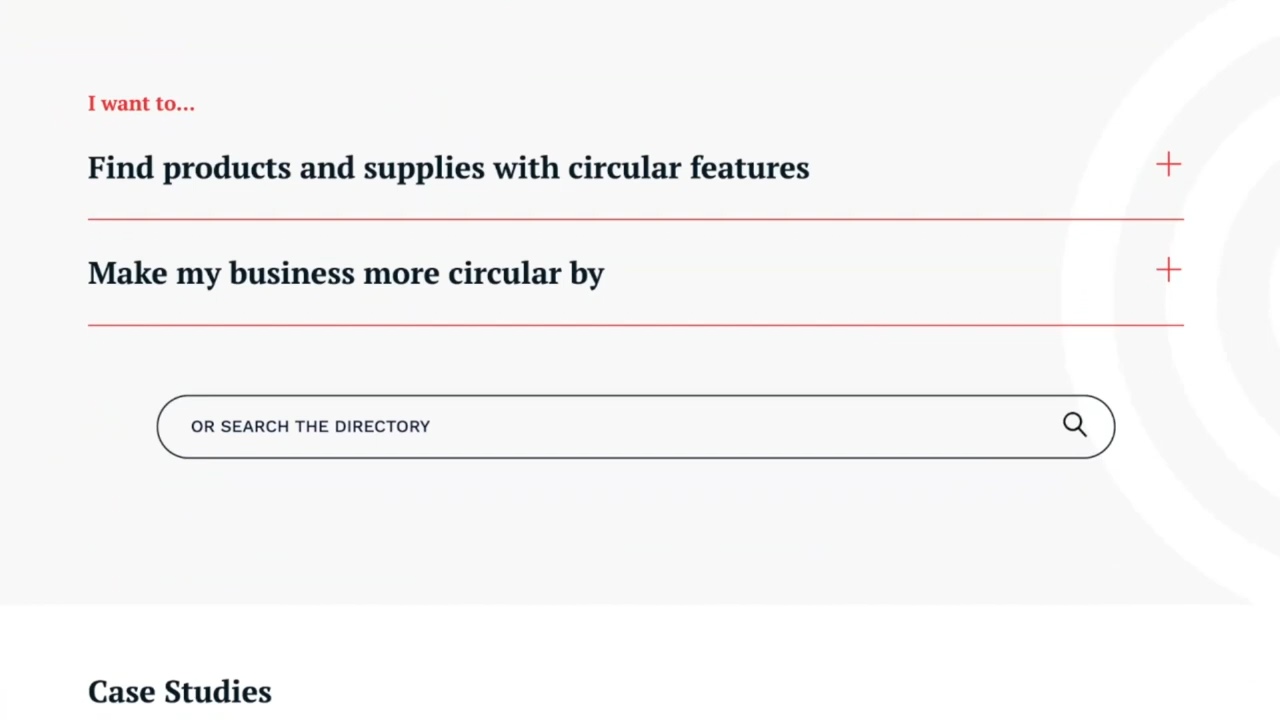 I want to...
Find products and supplies with circular features
Make my business more circular by
OR SEARCH THE DIRECTORY
Case Studies